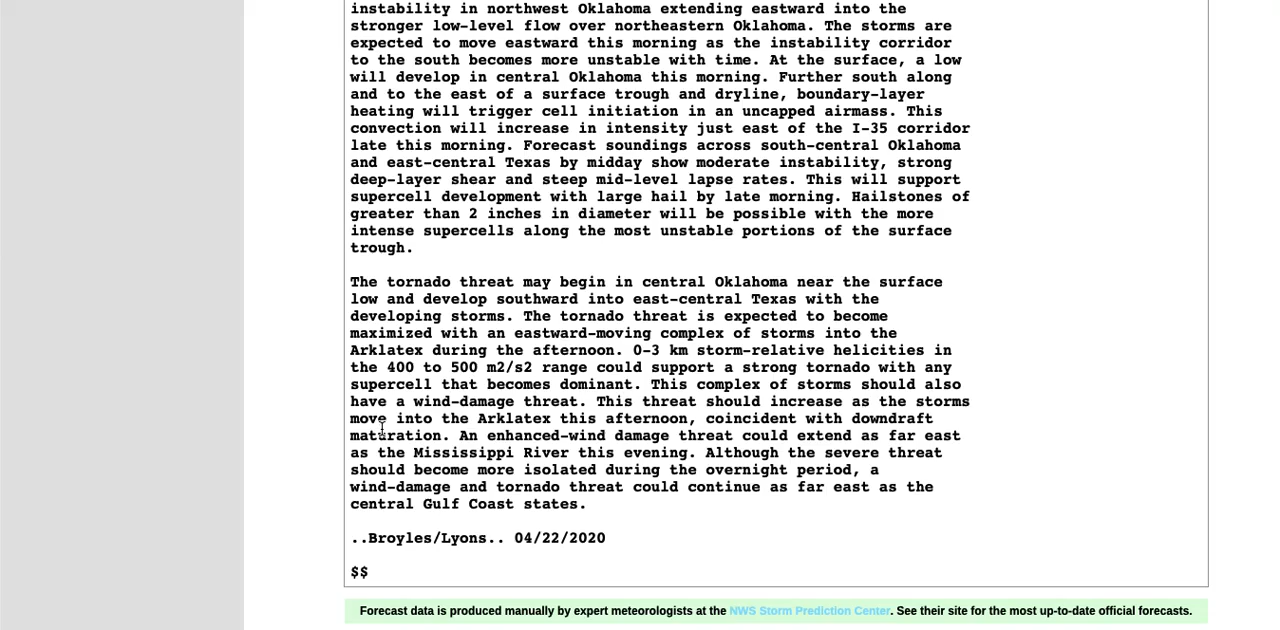 instability in northwest Oklahoma extending eastward into the
stronger low-level flow over northeastern Oklahoma. The storms are
expected to move eastward this morning as the instability corridor
to the south becomes more unstable with time. At the surface, a low
will develop in central Oklahoma this morning. Further south along
and to the east of a surface trough and dryline, boundary-layer
heating will trigger cell initiation in an uncapped airmass. This
convection will increase in intensity just east of the I-35 corridor
late this morning. Forecast soundings across south-central Oklahoma
and east-central Texas by midday show moderate instability, strong
deep-layer shear and steep mid-level lapse rates. This will support
supercell development with large hail by late morning. Hailstones of
greater than 2 inches in diameter will be possible with the more
intense supercells along the most unstable portions of the surface
trough.

The tornado threat may begin in central Oklahoma near the surface
low and develop southward into east-central Texas with the
developing storms. The tornado threat is expected to become
maximized with an eastward-moving complex of storms into the
Arklatex during the afternoon. 0-3 km storm-relative helicities in
the 400 to 500 m2/s2 range could support a strong tornado with any
supercell that becomes dominant. This complex of storms should also
have a wind-damage threat. This threat should increase as the storms
move into the Arklatex this afternoon, coincident with downdraft
maturation. An enhanced-wind damage threat could extend as far east
as the Mississippi River this evening. Although the severe threat
should become more isolated during the overnight period, a
wind-damage and tornado threat could continue as far east as the
central Gulf Coast states.

..Broyles/Lyons.. 04/22/2020

$$

Forecast data is produced manually by expert meteorologists at the NWS Storm Prediction Center. See their site for the most up-to-date official forecasts.